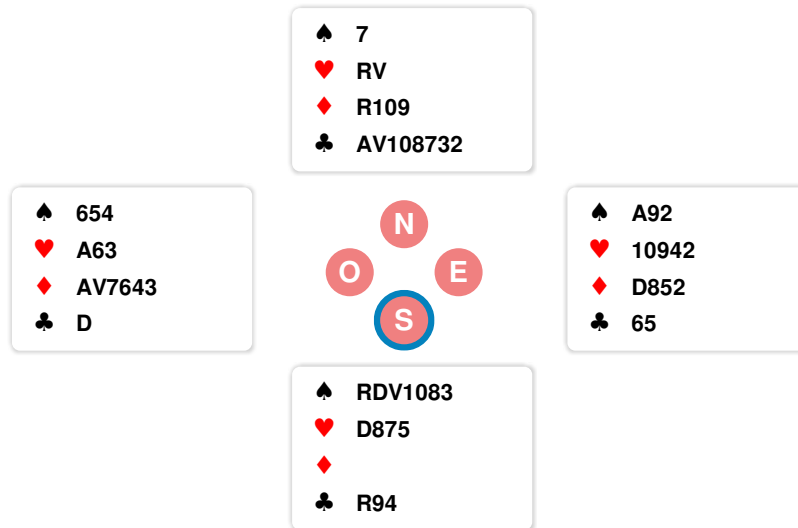 ♠ 7
♥ RV
♦ R109
♣ AV108732
♠ 654
♥ A63
♦ AV7643
♣ D
N
O E
S
♠ A92
♥ 10942
♦ D852
♣ 65
♠ RDV1083
♥ D875
♦
♣ R94